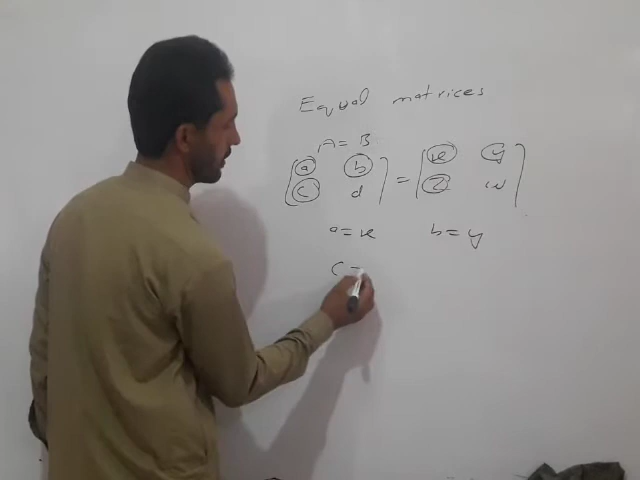 Equal matrices
A = B
[a b] = [x y]
[c d] [z w]
a = x b = y
c =